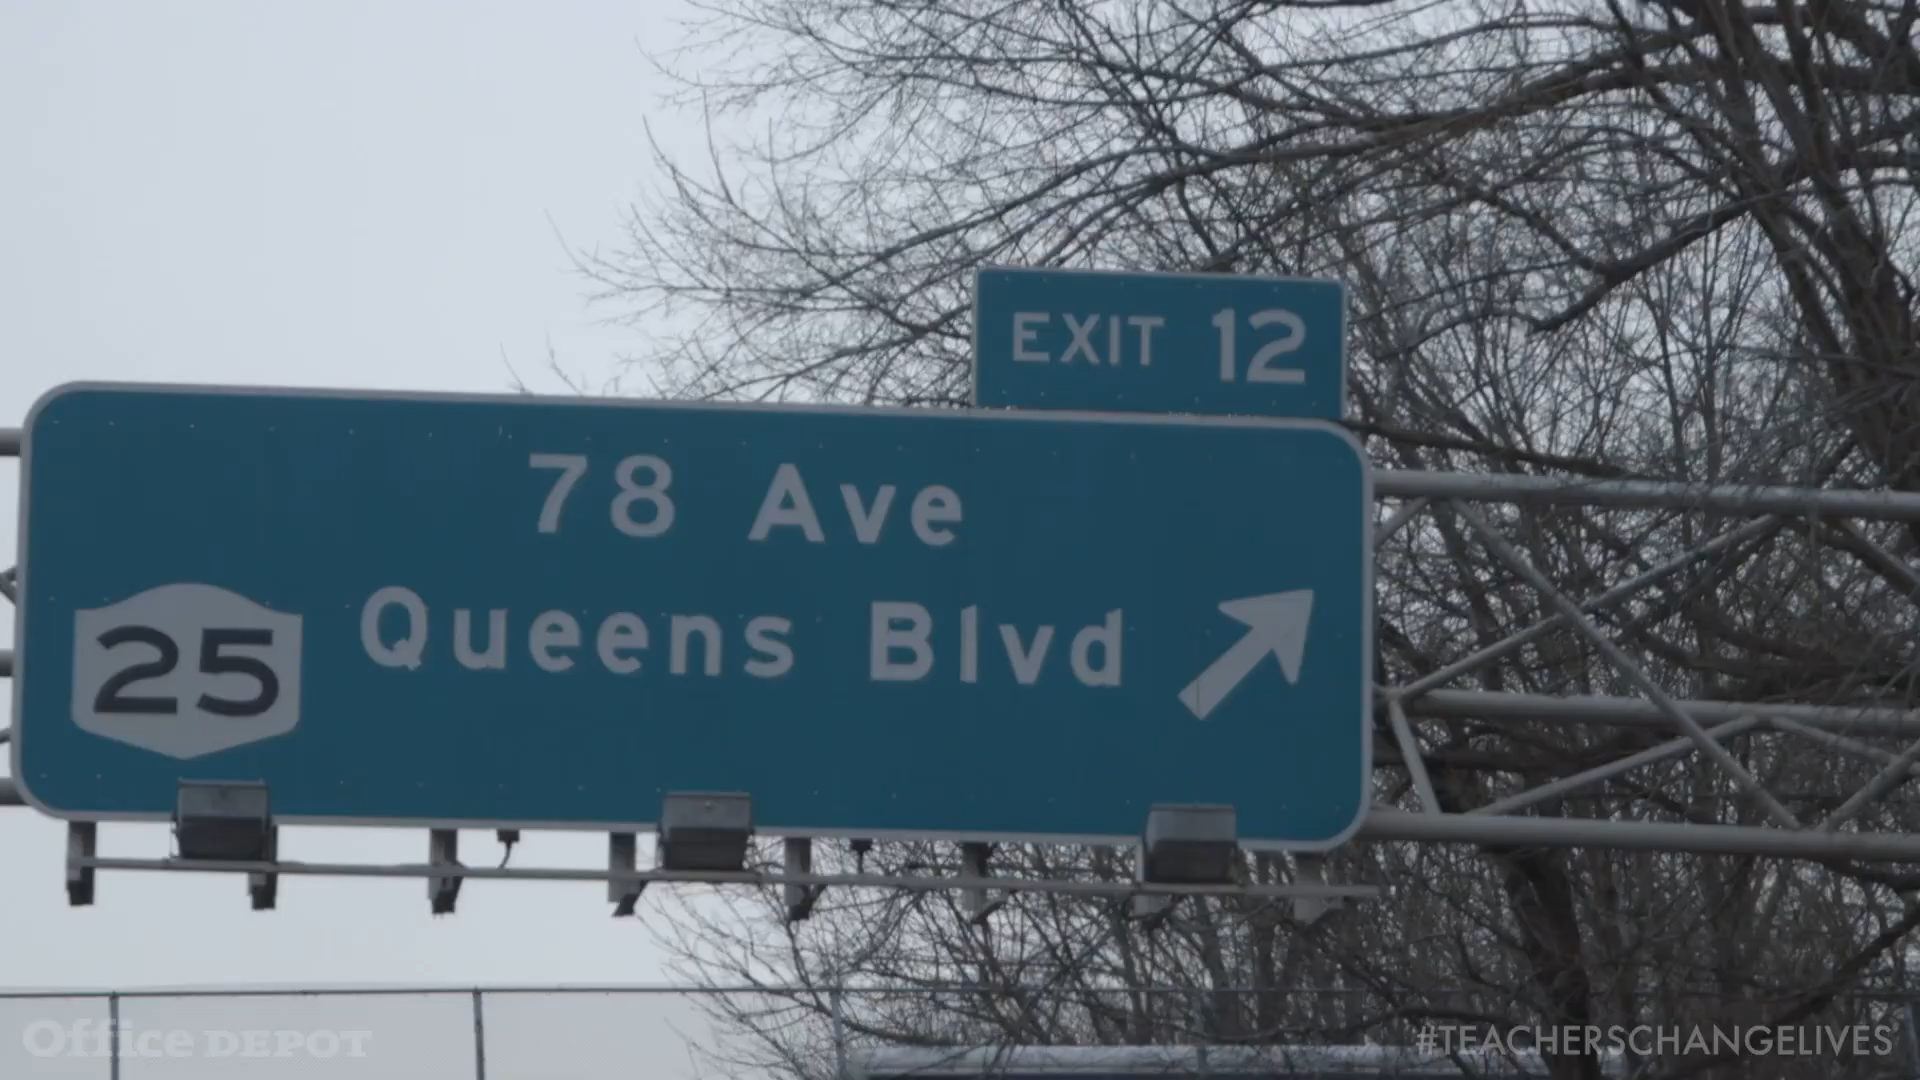 EXIT 12
78 Ave
25 Queens Blvd
Office DEPOT
#TEACHERSCHANGELIVES